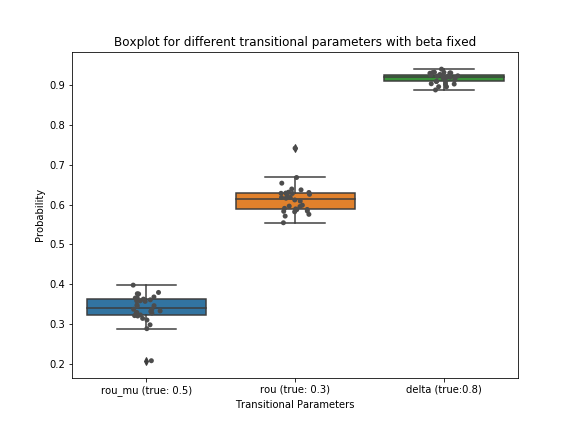 Boxplot for different transitional parameters with beta fixed
0.9
0.8
0.7
0.6
0.5
0.4
0.3
0.2
Probability
rou_mu (true: 0.5) rou (true: 0.3) delta (true:0.8)
Transitional Parameters